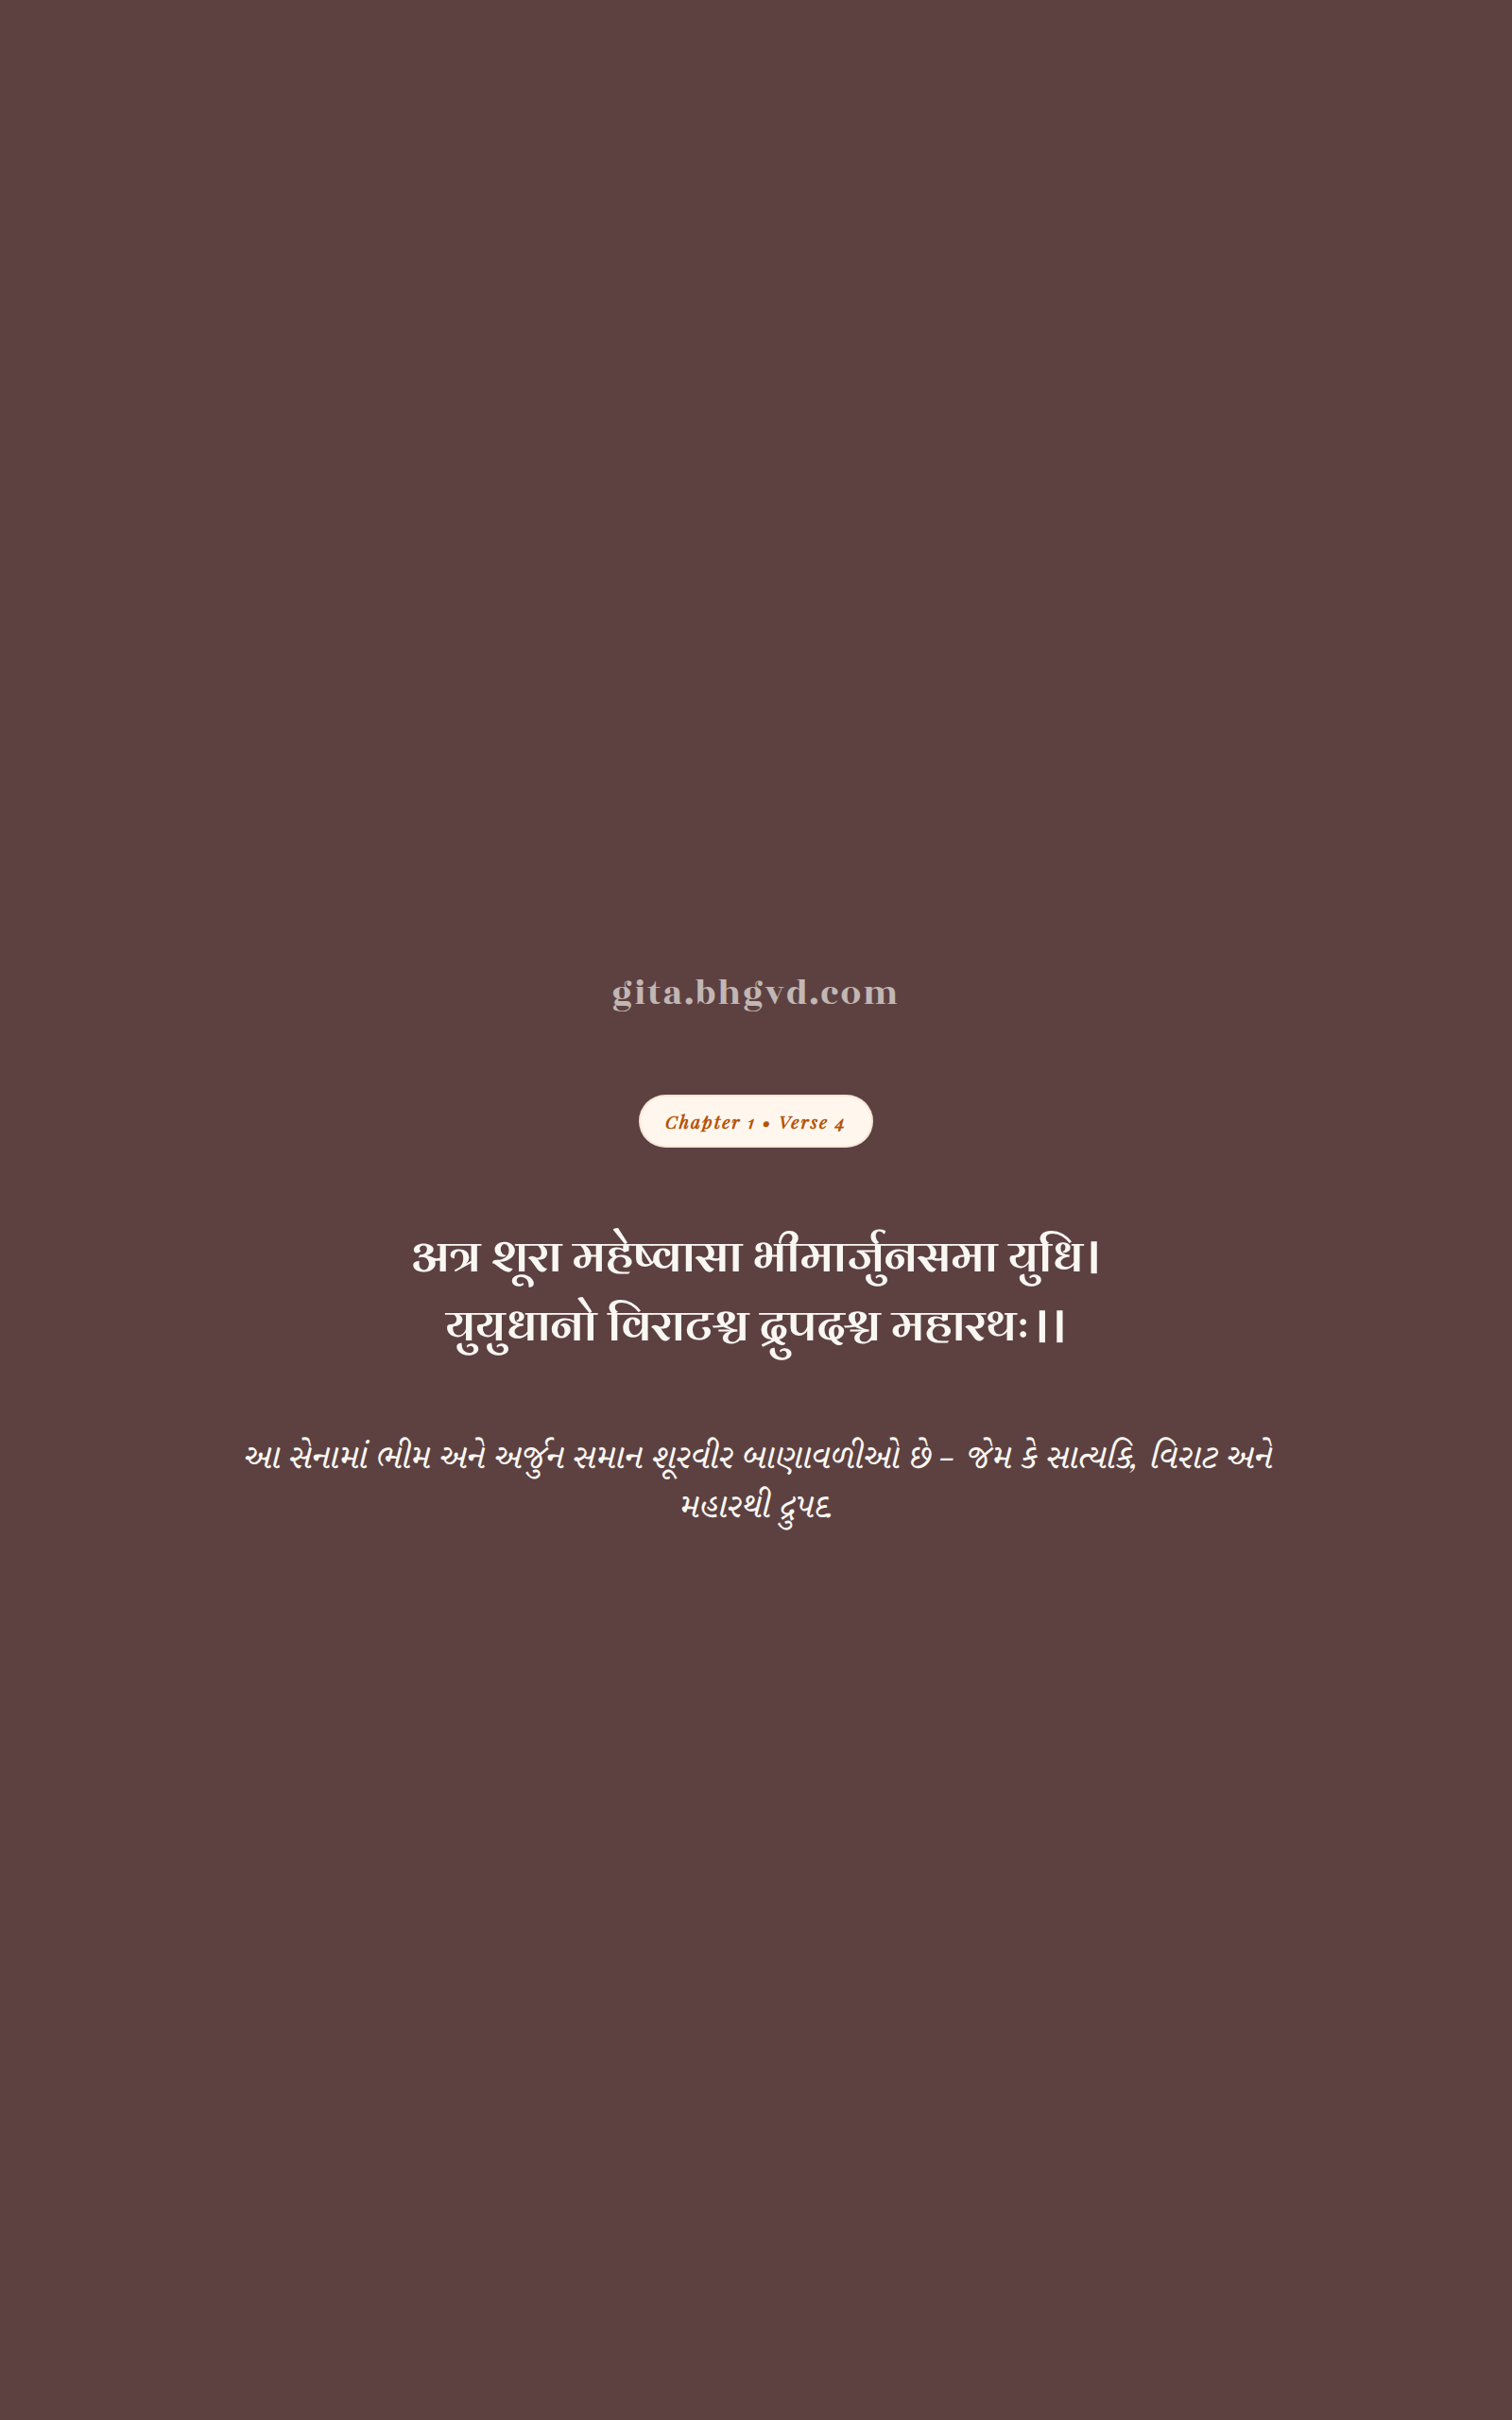 gita.bhgvd.com
Chapter 1 • Verse 4
अत्र शूरा महेष्वासा भीमार्जुनसमा युधि।
युयुधानो विराटश्च द्रुपदश्च महारथः।।
આ સેનામાં ભીમ અને અર્જુન સમાન શૂરવીર બાણાવળીઓ છે – જેમ કે સાત્યકિ, વિરાટ અને
મહારથી દ્રુપદ.